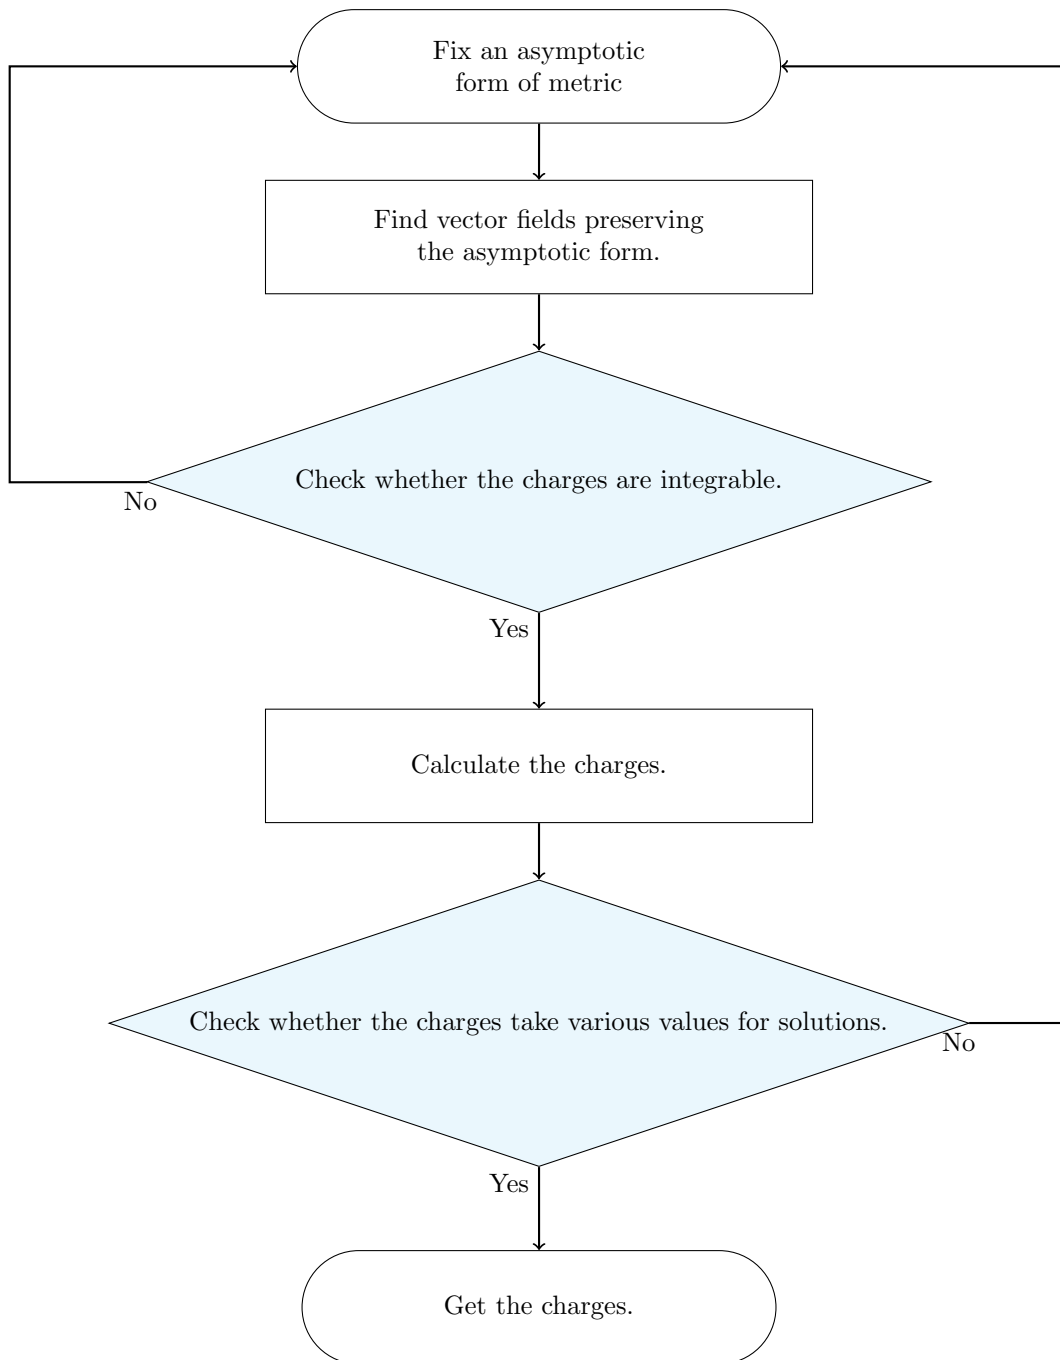 Fix an asymptotic
form of metric
Find vector fields preserving
the asymptotic form.
Check whether the charges are integrable.
No
Yes
Calculate the charges.
Check whether the charges take various values for solutions.
No
Yes
Get the charges.